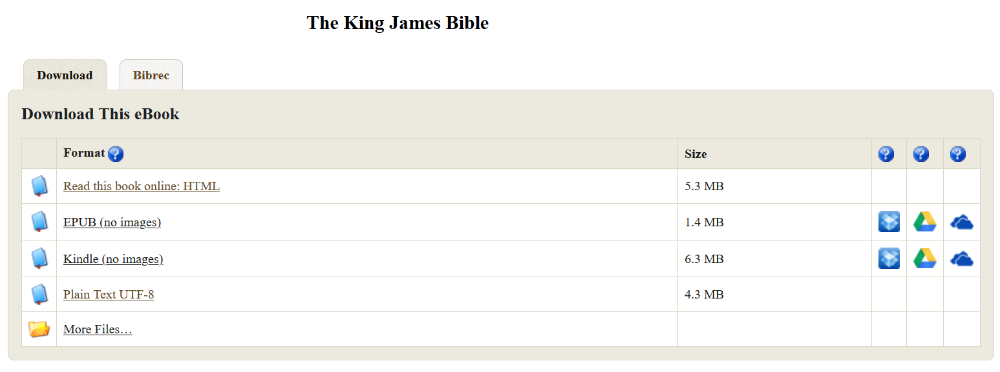 The King James Bible
Download Bibrec
Download This eBook
Format ? Size ? ? ?
Read this book online: HTML 5.3 MB
EPUB (no images) 1.4 MB
Kindle (no images) 6.3 MB
Plain Text UTF-8 4.3 MB
More Files…